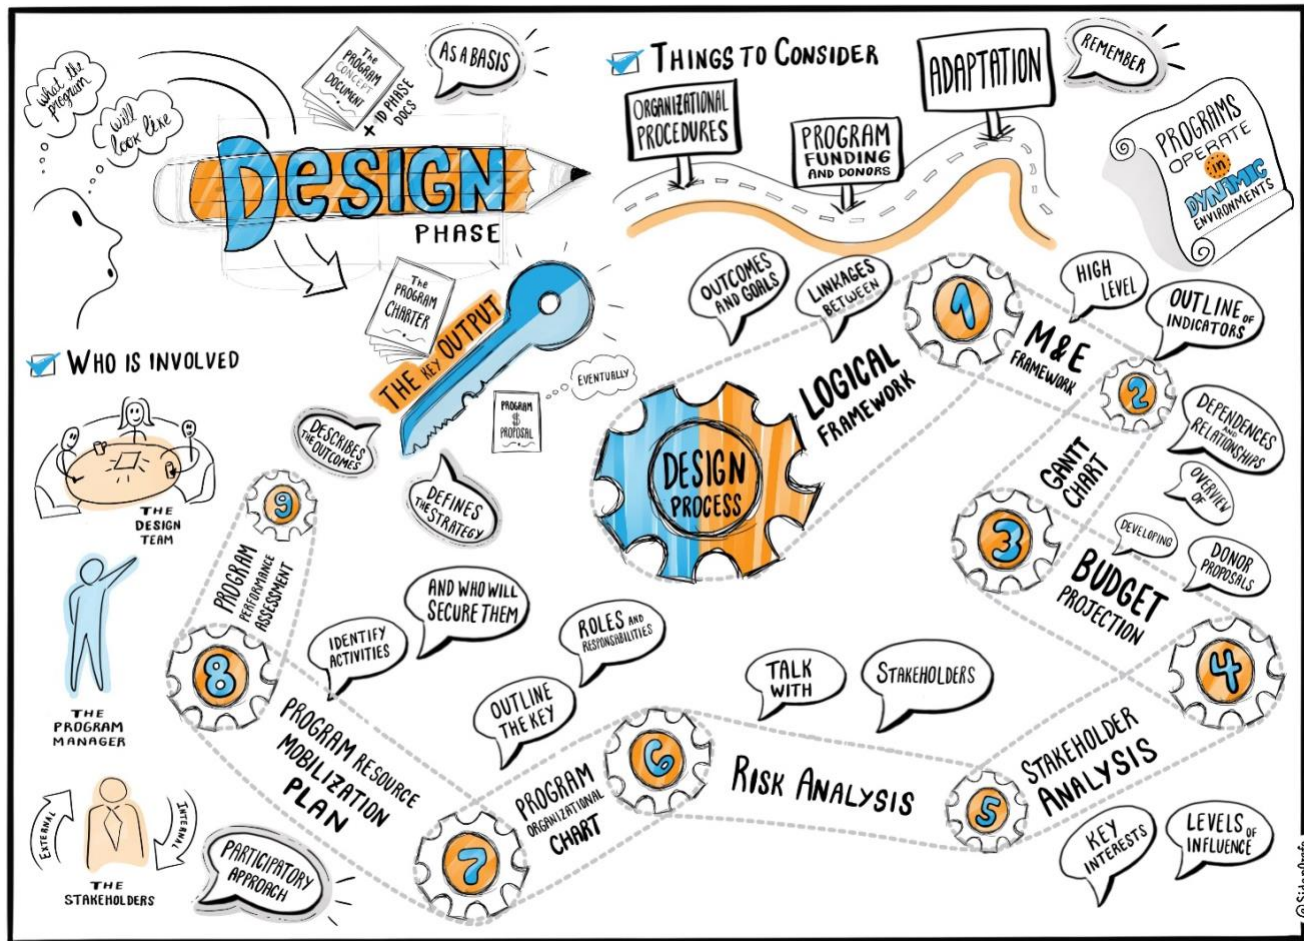 what the
program
will
look like
The
PROGRAM
CONCEPT
DOCUMENT
+ ID PHASE
DOCS
AS A BASIS
DESIGN
PHASE
The
PROGRAM
CHARTER
THE KEY OUTPUT
EVENTUALLY
PROGRAM
$
PROPOSAL
DESCRIBES
THE OUTCOMES
DEFINES
THE STRATEGY
THINGS TO CONSIDER
ORGANIZATIONAL
PROCEDURES
PROGRAM
FUNDING
AND DONORS
ADAPTATION
REMEMBER
PROGRAMS
OPERATE
in
DYNAMIC
ENVIRONMENTS
WHO IS INVOLVED
THE
DESIGN
TEAM
THE
PROGRAM
MANAGER
EXTERNAL
INTERNAL
THE
STAKEHOLDERS
PARTICIPATORY
APPROACH
DESIGN
PROCESS
OUTCOMES
AND GOALS
LINKAGES
BETWEEN
LOGICAL
FRAMEWORK
1
M&E
FRAMEWORK
HIGH
LEVEL
OUTLINE OF
INDICATORS
2
GANTT
CHART
DEPENDENCES
AND
RELATIONSHIPS
OVERVIEW
OF
3
BUDGET
PROJECTION
DEVELOPING
DONOR
PROPOSALS
4
STAKEHOLDER
ANALYSIS
KEY
INTERESTS
LEVELS OF
INFLUENCE
5
RISK ANALYSIS
TALK
WITH
STAKEHOLDERS
6
PROGRAM
ORGANIZATIONAL
CHART
OUTLINE
THE KEY
ROLES AND
RESPONSABILITIES
7
PROGRAM RESOURCE
MOBILIZATION
PLAN
IDENTIFY
ACTIVITIES
AND WHO WILL
SECURE THEM
8
PROGRAM
PERFORMANCE
ASSESSMENT
9